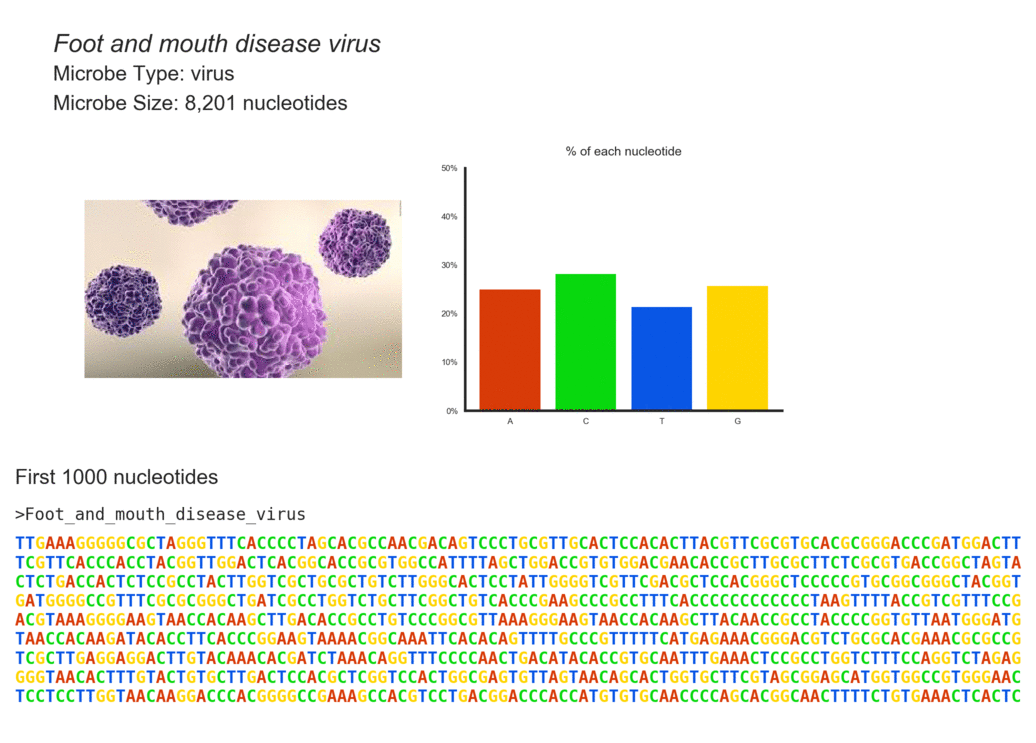 Foot and mouth disease virus
Microbe Type: virus
Microbe Size: 8,201 nucleotides
% of each nucleotide
50%
40%
30%
20%
10%
0%
A C T G
First 1000 nucleotides
>Foot_and_mouth_disease_virus
TTGAAAGGGGGCGCTAGGGTTTCACCCCTAGCACGCCAACGACAGTCCCTGCGTTGCACTCCACACTTACGTTCGCGTGCACGCGGGACCCGATGGACTT
TCGTTCACCCACCTACGGTTGGACTCACGGCACCGCGTGGCCATTTTAGCTGGACCGTGTGGACGAACACCGCTTGCGCTTCTCGCGTGACCGGCTAGTA
CTCTGACCACTCTCCGCCTACTTGGTCGCTGCGCTGTCTTGGGCACTCCTATTGGGGTCGTTCGACGCTCCACGGGCTCCCCCGTGCGGCGGGCTACGGT
GATGGGGCCGTTTCGCGCGGGCTGATCGCCTGGTCTGCTTCGGCTGTCACCCGAAGCCCGCCTTTCACCCCCCCCCCCCTAAGTTTTACCGTCGTTTCCG
ACGTAAAGGGGAAGTAACCACAAGCTTGACACCGCCTGTCCCGGCGTTAAAGGGAAGTAACCACAAGCTTACAACCGCCTACCCCGGTGTTAATGGGATG
TAACCACAAGATACACCTTCACCCGGAAGTAAAACGGCAAATTCACACAGTTTTGCCCGTTTTTCATGAGAAACGGGACGTCTGCGCACGAAACGCGCCG
TCGCTTGAGGAGGACTTGTACAAACACGATCTAAACAGGTTTCCCCAACTGACATACACCGTGCAATTTGAAACTCCGCCTGGTCTTTCCAGGTCTAGAG
GGGTAACACTTTGTACTGTGCTTGACTCCACGCTCGGTCCACTGGCGAGTGTTAGTAACAGCACTGGTGCTTCGTAGCGGAGCATGGTGGCCGTGGGAAC
TCCTCCTTGGTAACAAGGACCCACGGGGCCGAAAGCCACGTCCTGACGGACCCACCATGTGTGCAACCCCAGCACGGCAACTTTTCTGTGAAACTCACTC